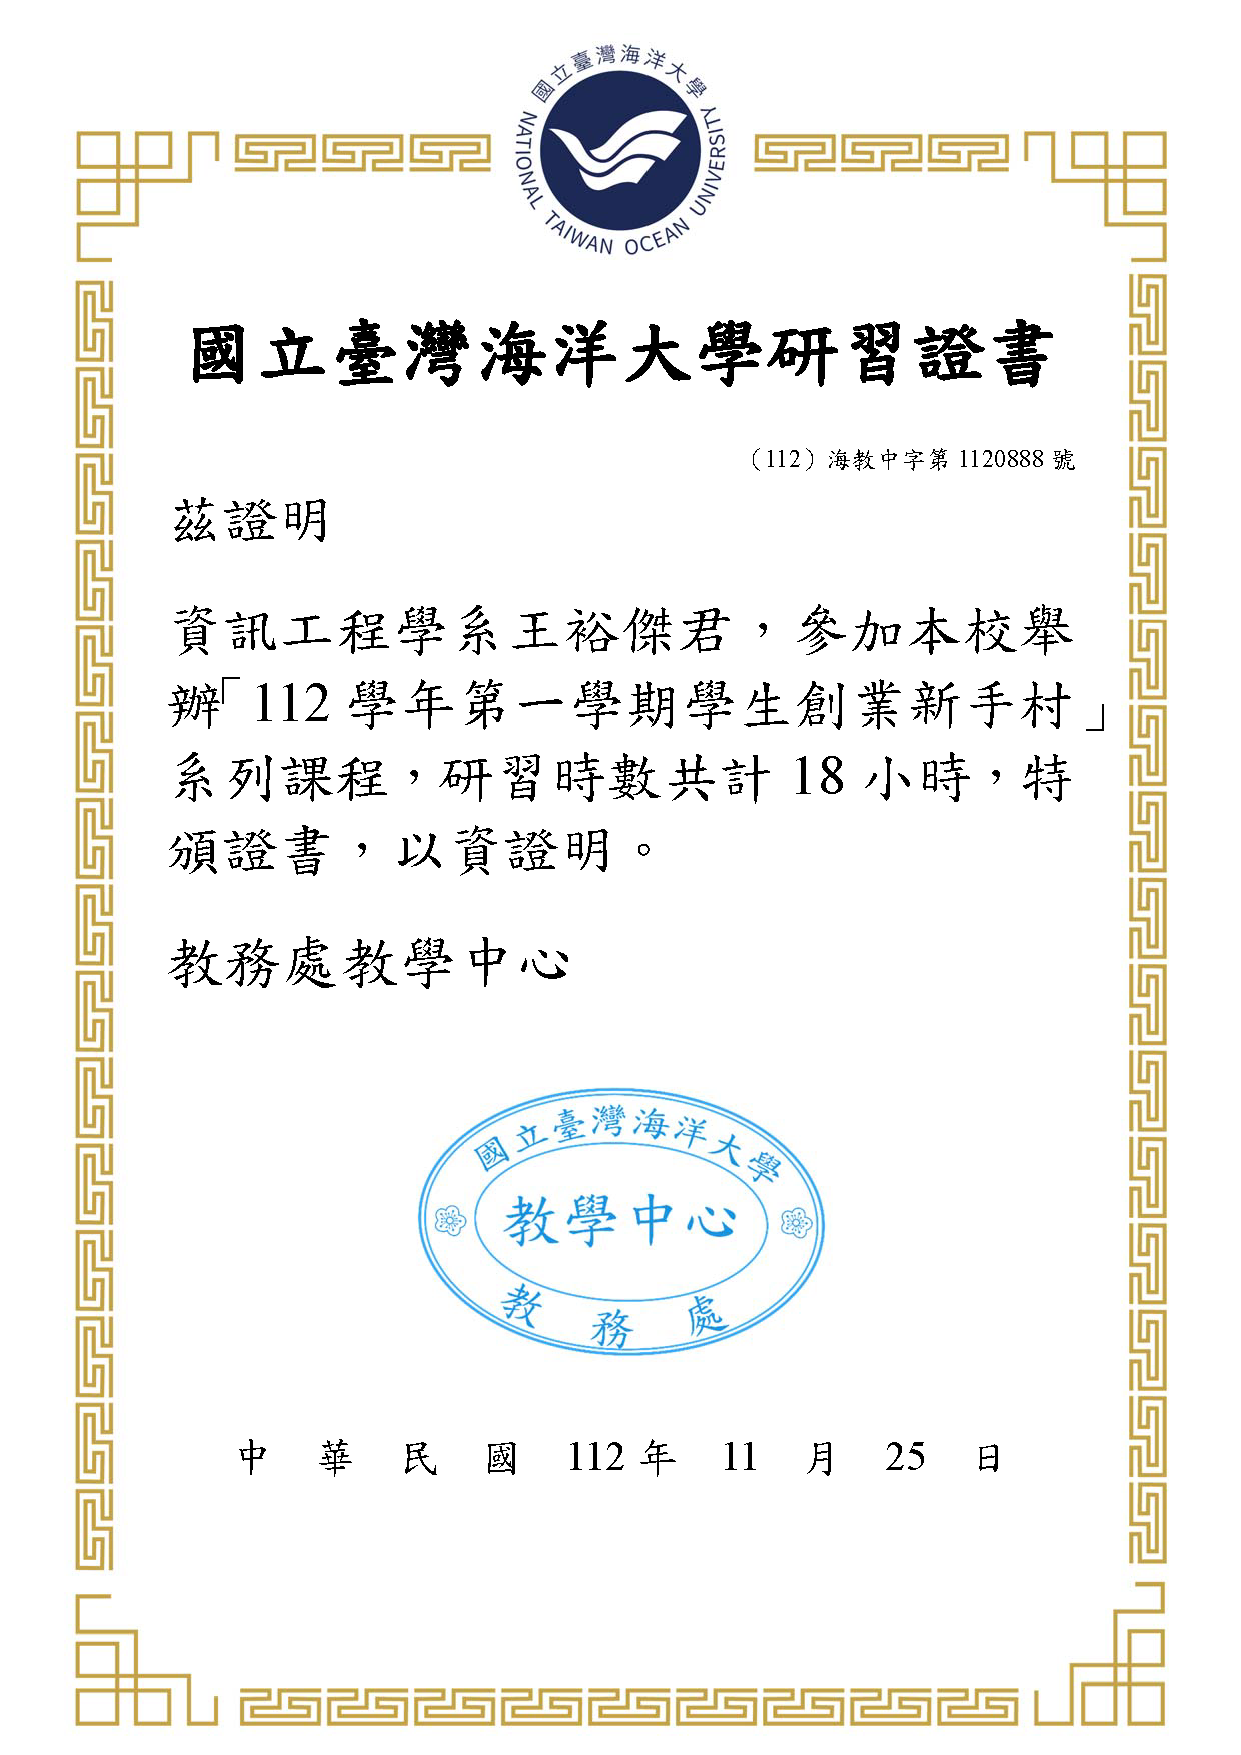 國立臺灣海洋大學
NATIONAL TAIWAN OCEAN UNIVERSITY
國立臺灣海洋大學研習證書
（112）海教中字第 1120888 號
茲證明
資訊工程學系王裕傑君，參加本校舉
辦「112 學年第一學期學生創業新手村」
系列課程，研習時數共計 18 小時，特
頒證書，以資證明。
教務處教學中心
國立臺灣海洋大學
教學中心
教務處
中 華 民 國 112 年 11 月 25 日